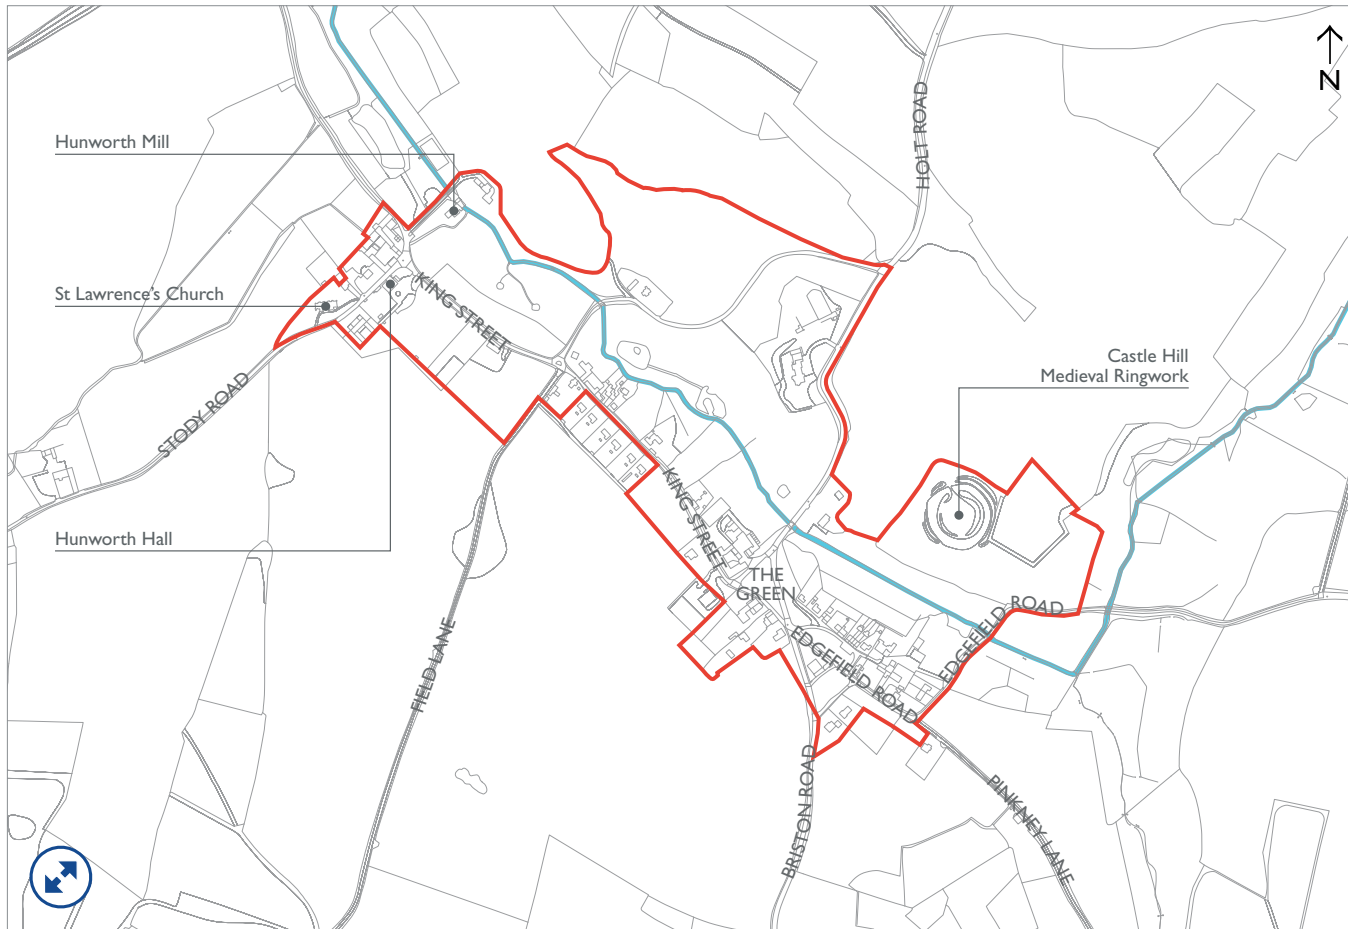 N
HOLT ROAD
Hunworth Mill
St Lawrence's Church
KING STREET
Castle Hill
Medieval Ringwork
STODY ROAD
KING STREET
Hunworth Hall
THE
GREEN
EDGEFIELD ROAD
EDGEFIELD ROAD
FIELD LANE
BRISTON ROAD
PINKNEY LANE